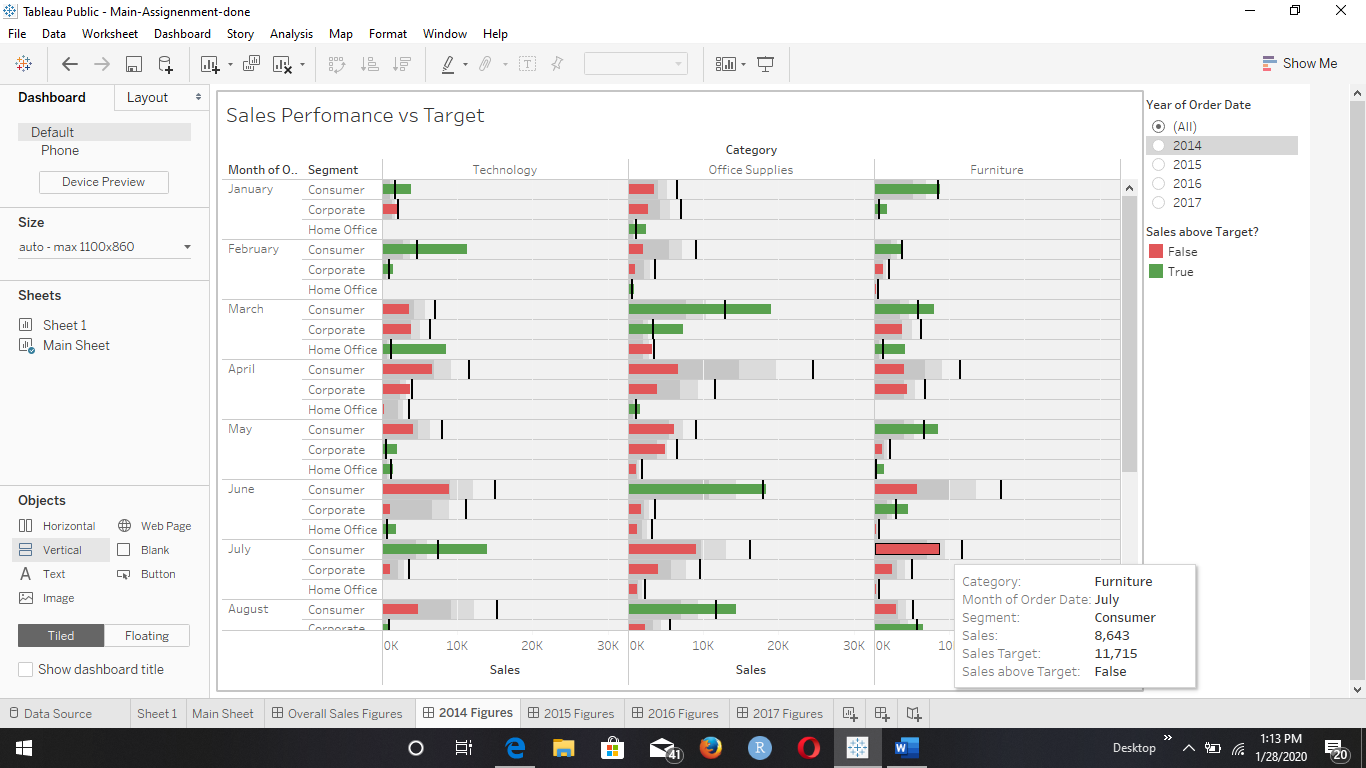 Tableau Public - Main-Assignenment-done
File Data Worksheet Dashboard Story Analysis Map Format Window Help
Show Me
Dashboard Layout
Default
Phone
Device Preview
Size
auto - max 1100x860
Sheets
Sheet 1
Main Sheet
Objects
Horizontal Web Page
Vertical Blank
Text Button
Image
Tiled Floating
Show dashboard title
Sales Perfomance vs Target
Category
Month of O.. Segment Technology Office Supplies Furniture
January Consumer
Corporate
Home Office
February Consumer
Corporate
Home Office
March Consumer
Corporate
Home Office
April Consumer
Corporate
Home Office
May Consumer
Corporate
Home Office
June Consumer
Corporate
Home Office
July Consumer
Corporate
Home Office
August Consumer
Corporate
0K 10K 20K 30K 0K 10K 20K 30K 0K
Sales Sales
Category: Furniture
Month of Order Date: July
Segment: Consumer
Sales: 8,643
Sales Target: 11,715
Sales above Target: False
Year of Order Date
(All)
2014
2015
2016
2017
Sales above Target?
False
True
Data Source Sheet 1 Main Sheet Overall Sales Figures 2014 Figures 2015 Figures 2016 Figures 2017 Figures
41
R
Desktop
1:13 PM
1/28/2020
20